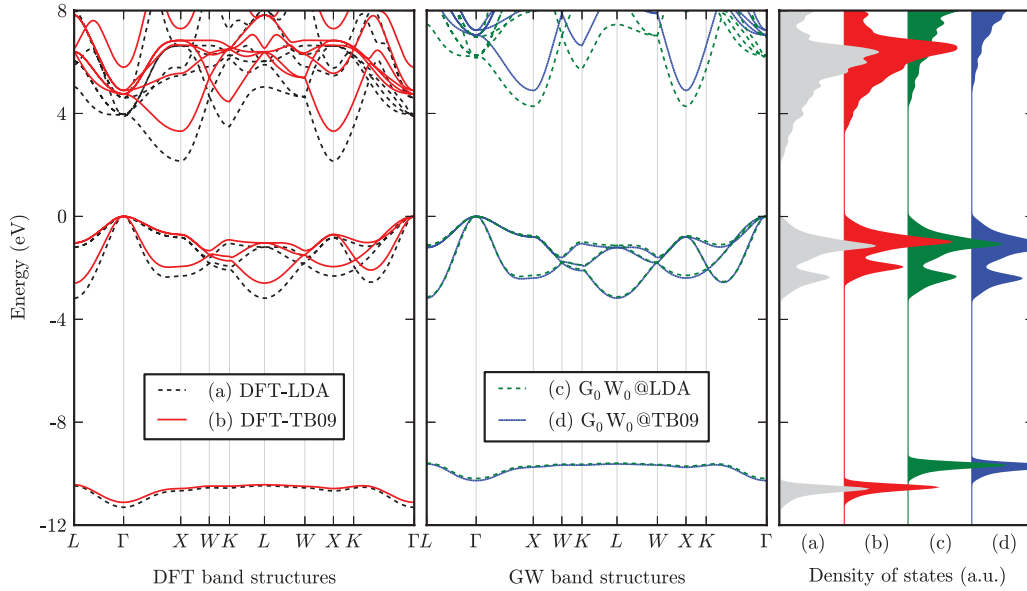 Energy (eV)
8
4
0
-4
-8
-12
(a) DFT-LDA
(b) DFT-TB09
(c) G₀W₀@LDA
(d) G₀W₀@TB09
L Γ X W K L W X K Γ
L Γ X W K L W X K Γ
(a) (b) (c) (d)
DFT band structures
GW band structures
Density of states (a.u.)